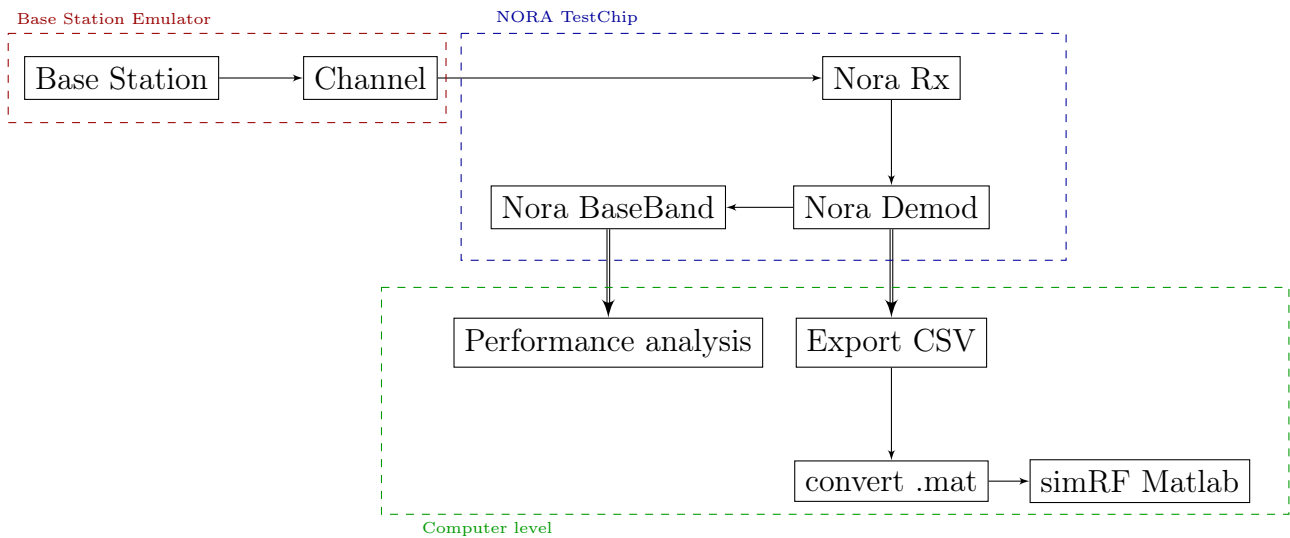 Base Station Emulator
NORA TestChip
Base Station
Channel
Nora Rx
Nora BaseBand
Nora Demod
Performance analysis
Export CSV
convert .mat
simRF Matlab
Computer level